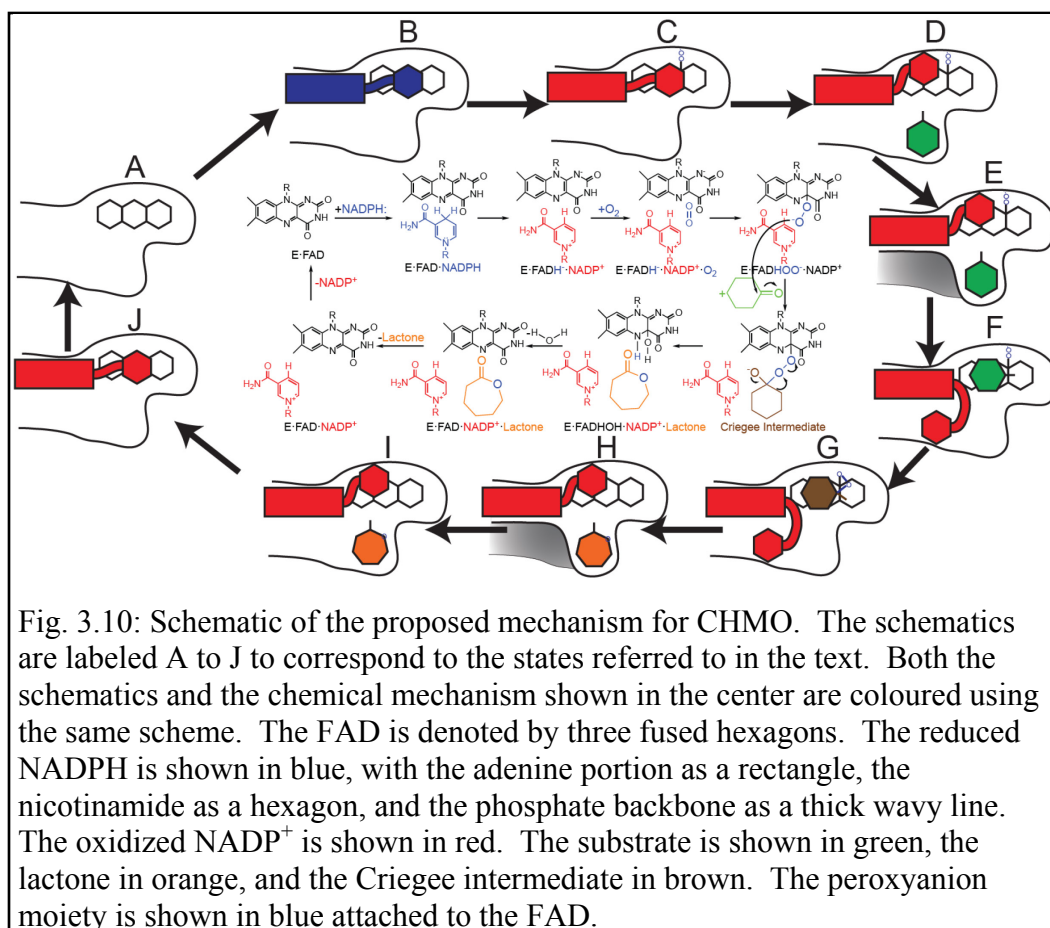 A
B
C
D
E
F
G
H
I
J
R
+NADPH:
R
H H
H₂N
N⁺
R
+O₂
R
H₂N
N⁺
R
R
H₂N
N⁺
R
E·FAD
E·FAD·NADPH
E·FADH⁻·NADP⁺
E·FADH⁻·NADP⁺·O₂
E·FADHOO⁻·NADP⁺
-NADP⁺
-Lactone
E·FAD·NADP⁺
E·FAD·NADP⁺·Lactone
E·FADHOH·NADP⁺·Lactone
Criegee Intermediate
Fig. 3.10: Schematic of the proposed mechanism for CHMO. The schematics
are labeled A to J to correspond to the states referred to in the text. Both the
schematics and the chemical mechanism shown in the center are coloured using
the same scheme. The FAD is denoted by three fused hexagons. The reduced
NADPH is shown in blue, with the adenine portion as a rectangle, the
nicotinamide as a hexagon, and the phosphate backbone as a thick wavy line.
The oxidized NADP⁺ is shown in red. The substrate is shown in green, the
lactone in orange, and the Criegee intermediate in brown. The peroxyanion
moiety is shown in blue attached to the FAD.